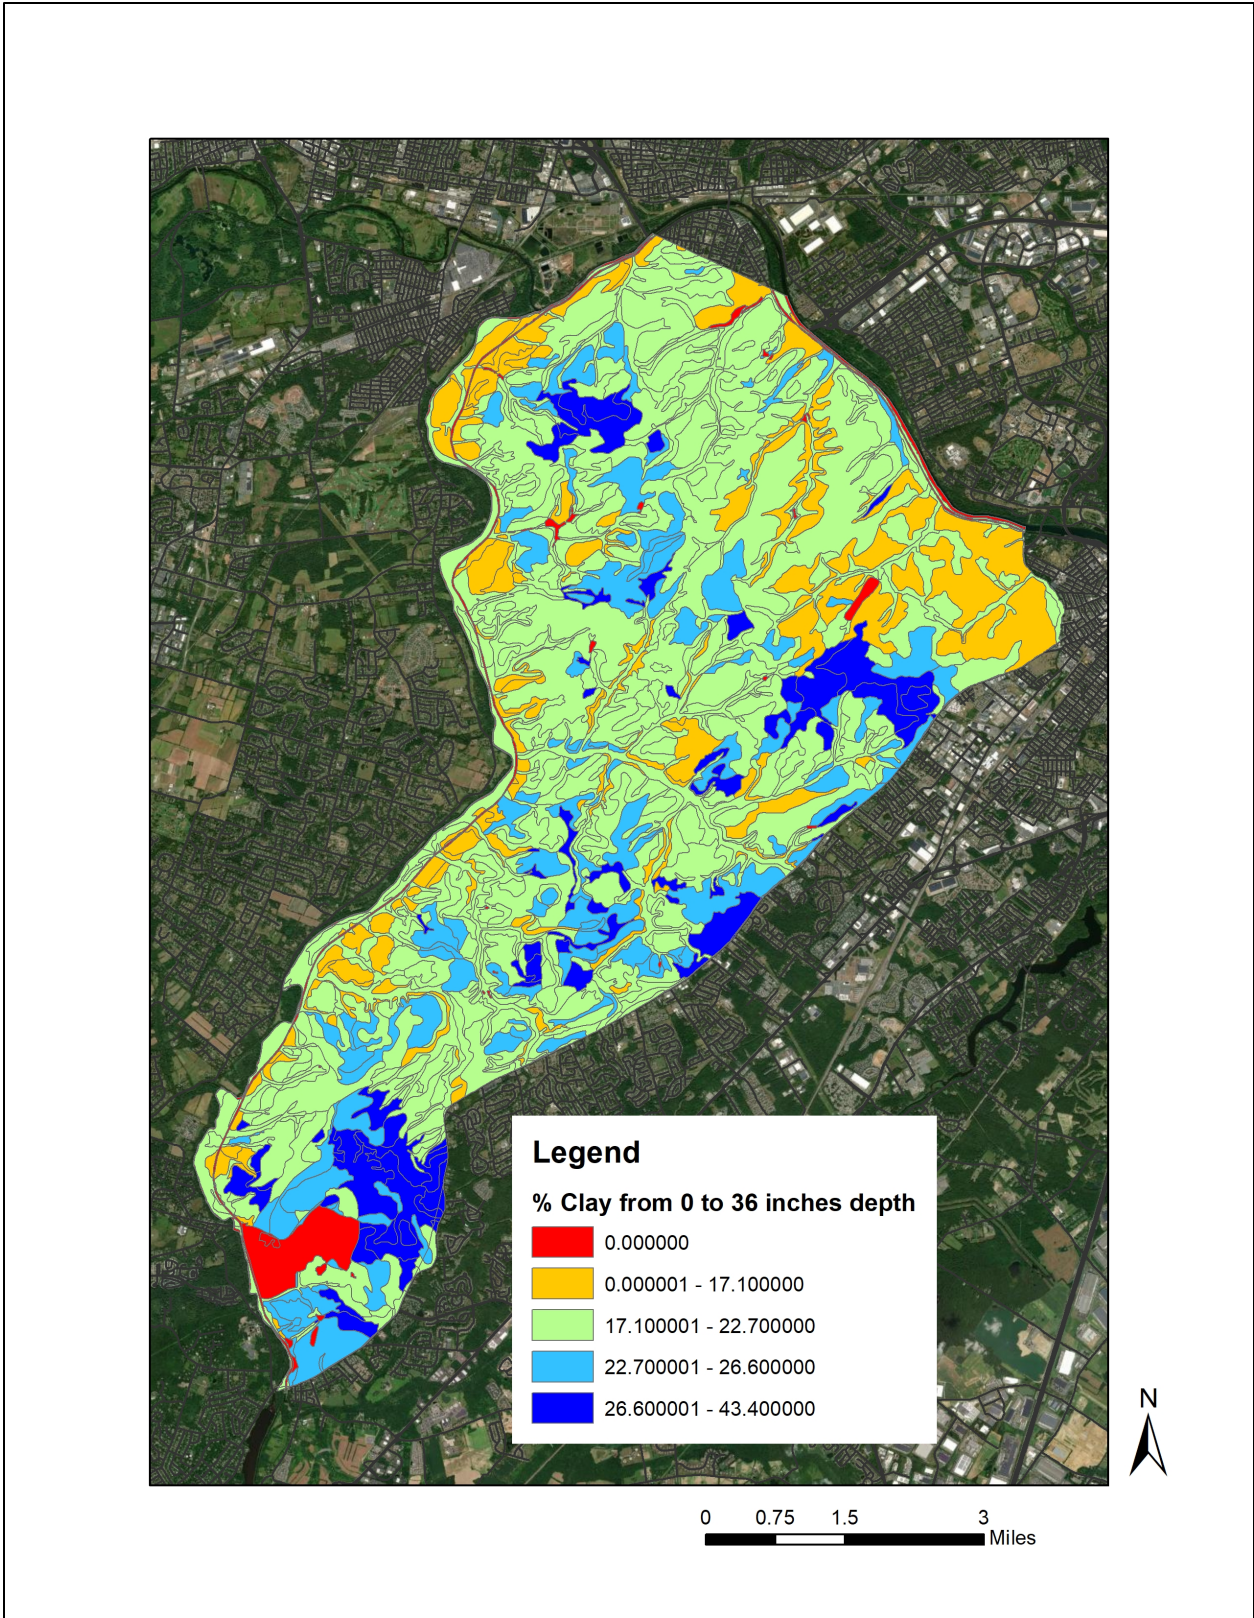 Legend
% Clay from 0 to 36 inches depth
0.000000
0.000001 - 17.100000
17.100001 - 22.700000
22.700001 - 26.600000
26.600001 - 43.400000
N
0 0.75 1.5 3
Miles